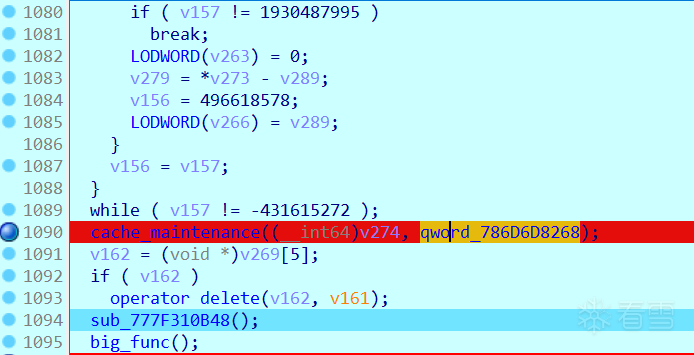 1080 if ( v157 != 1930487995 )
1081 break;
1082 LODWORD(v263) = 0;
1083 v279 = *v273 - v289;
1084 v156 = 496618578;
1085 LODWORD(v266) = v289;
1086 }
1087 v156 = v157;
1088 }
1089 while ( v157 != -431615272 );
1090 cache_maintenance((__int64)v274, qword_786D6D8268);
1091 v162 = (void *)v269[5];
1092 if ( v162 )
1093 operator delete(v162, v161);
1094 sub_777F310B48();
1095 big_func();
看雪